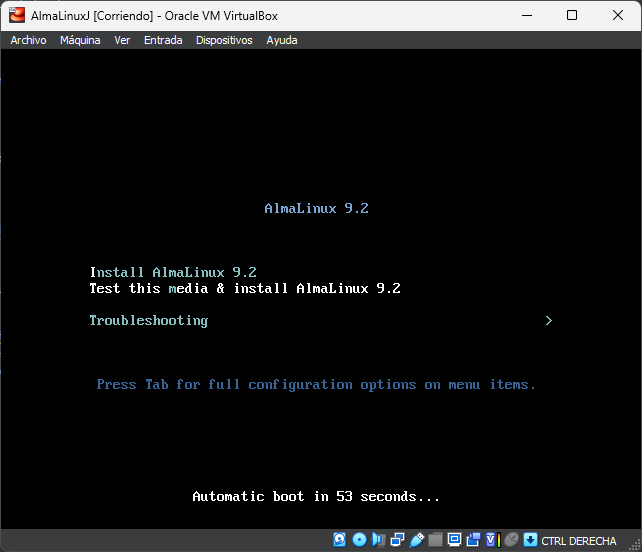 AlmaLinuxJ [Corriendo] - Oracle VM VirtualBox
Archivo Máquina Ver Entrada Dispositivos Ayuda
AlmaLinux 9.2
Install AlmaLinux 9.2
Test this media & install AlmaLinux 9.2
Troubleshooting >
Press Tab for full configuration options on menu items.
Automatic boot in 53 seconds...
CTRL DERECHA